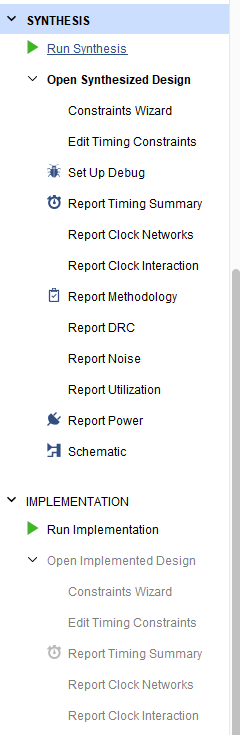 SYNTHESIS
Run Synthesis
Open Synthesized Design
Constraints Wizard
Edit Timing Constraints
Set Up Debug
Report Timing Summary
Report Clock Networks
Report Clock Interaction
Report Methodology
Report DRC
Report Noise
Report Utilization
Report Power
Schematic
IMPLEMENTATION
Run Implementation
Open Implemented Design
Constraints Wizard
Edit Timing Constraints
Report Timing Summary
Report Clock Networks
Report Clock Interaction